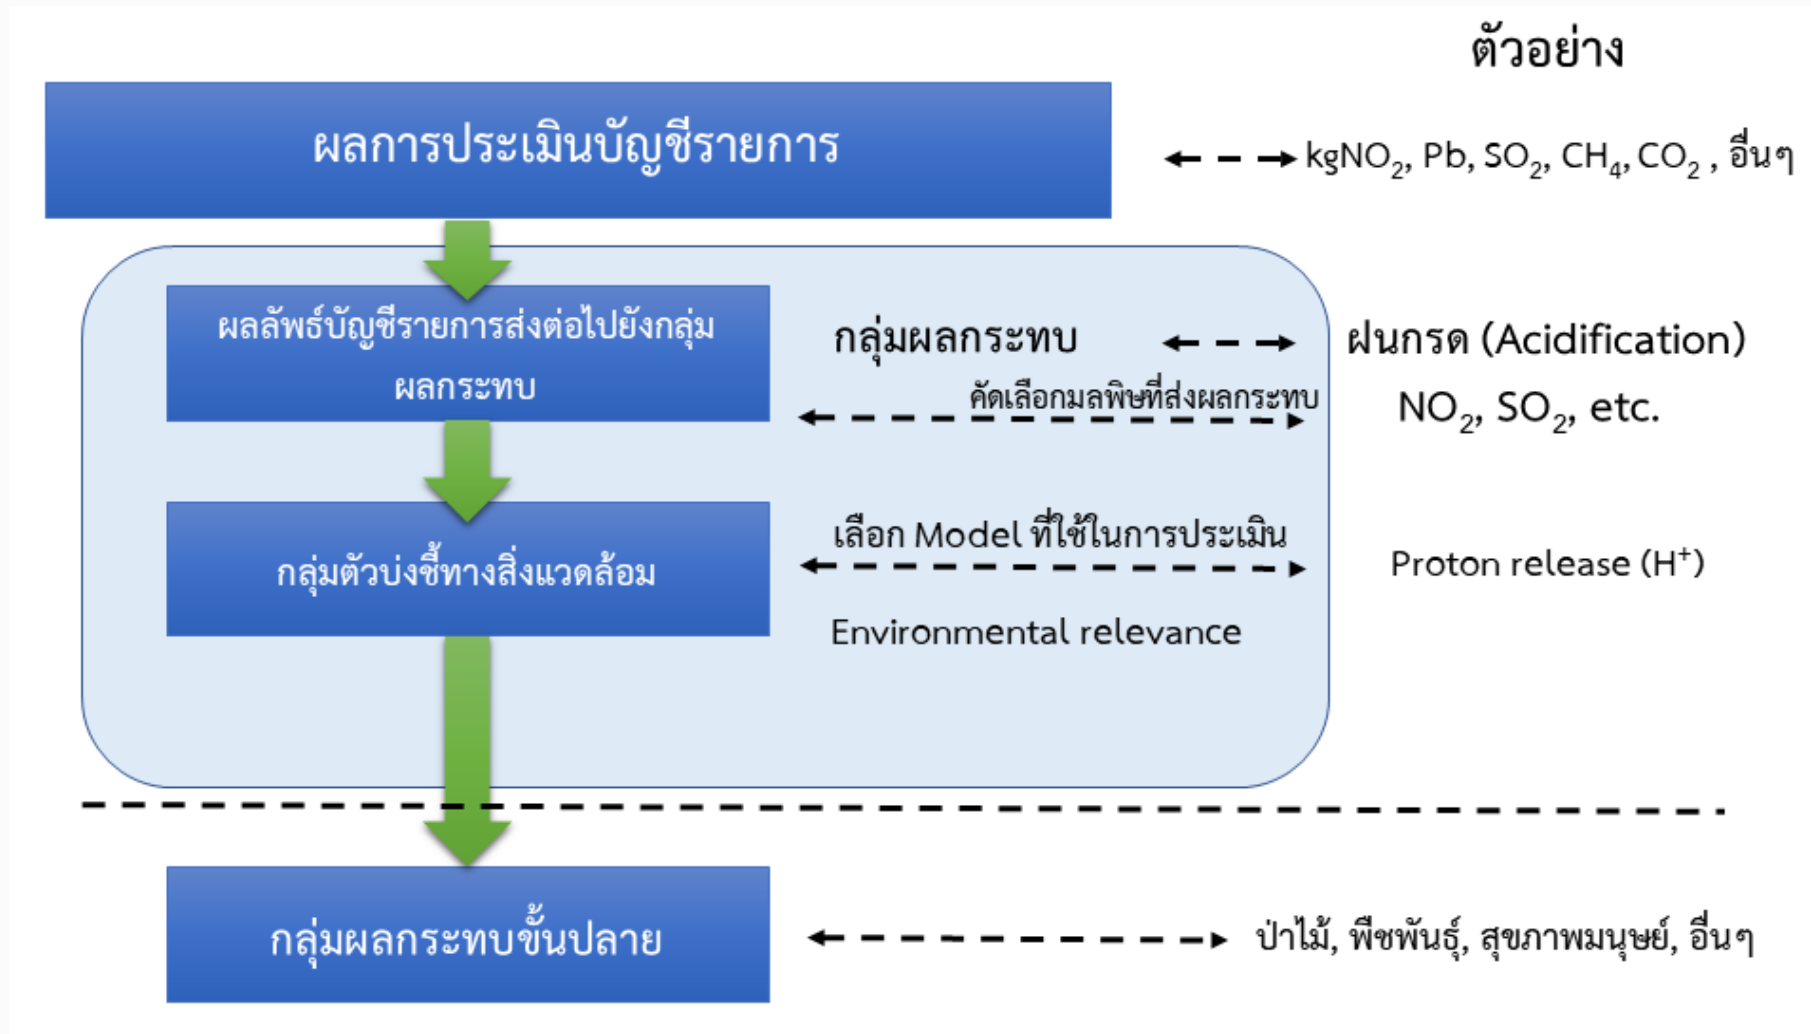 ตัวอย่าง
ผลการประเมินบัญชีรายการ
kgNO₂, Pb, SO₂, CH₄, CO₂ , อื่นๆ
ผลลัพธ์บัญชีรายการส่งต่อไปยังกลุ่ม
ผลกระทบ
กลุ่มผลกระทบ
ฝนกรด (Acidification)
คัดเลือกมลพิษที่ส่งผลกระทบ
NO₂, SO₂, etc.
กลุ่มตัวบ่งชี้ทางสิ่งแวดล้อม
เลือก Model ที่ใช้ในการประเมิน
Proton release (H⁺)
Environmental relevance
กลุ่มผลกระทบขั้นปลาย
ป่าไม้, พืชพันธุ์, สุขภาพมนุษย์, อื่นๆ